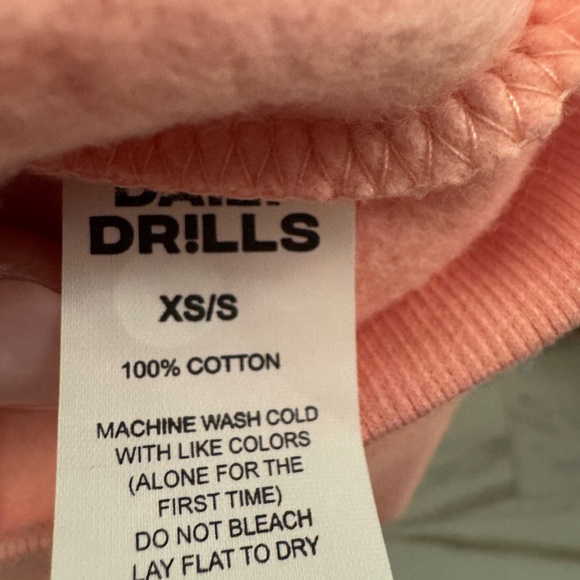 DAILY
DR!LLS
XS/S
100% COTTON
MACHINE WASH COLD
WITH LIKE COLORS
(ALONE FOR THE
FIRST TIME)
DO NOT BLEACH
LAY FLAT TO DRY